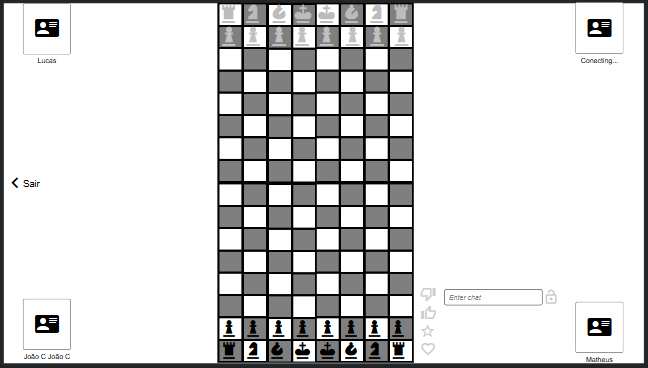 Lucas
Conecting...
Sair
Enter chat
João C João C
Matheus